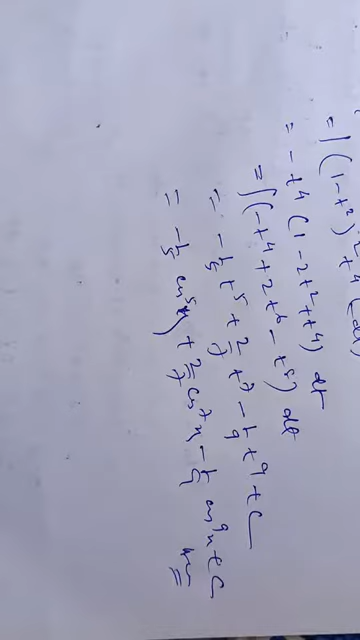 = ∫ (1-t²)² t⁴ (-dt)
= - t⁴ (1 - 2t² + t⁴) dt
= ∫(-t⁴ + 2t⁶ - t⁸) dt
= - 1/5 t⁵ + 2/7 t⁷ - 1/9 t⁹ + C
= - 1/5 cos⁵x + 2/7 cos⁷x - 1/9 cos⁹x + C